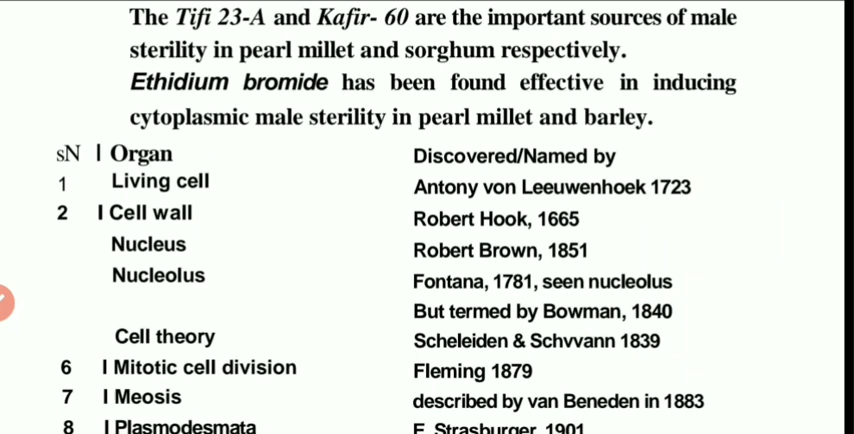 The Tifi 23-A and Kafir- 60 are the important sources of male
sterility in pearl millet and sorghum respectively.
Ethidium bromide has been found effective in inducing
cytoplasmic male sterility in pearl millet and barley.
sN | Organ Discovered/Named by
1 Living cell Antony von Leeuwenhoek 1723
2 I Cell wall Robert Hook, 1665
Nucleus Robert Brown, 1851
Nucleolus Fontana, 1781, seen nucleolus
But termed by Bowman, 1840
Cell theory Scheleiden & Schvvann 1839
6 I Mitotic cell division Fleming 1879
7 I Meosis described by van Beneden in 1883
8 I Plasmodesmata E. Strasburger, 1901